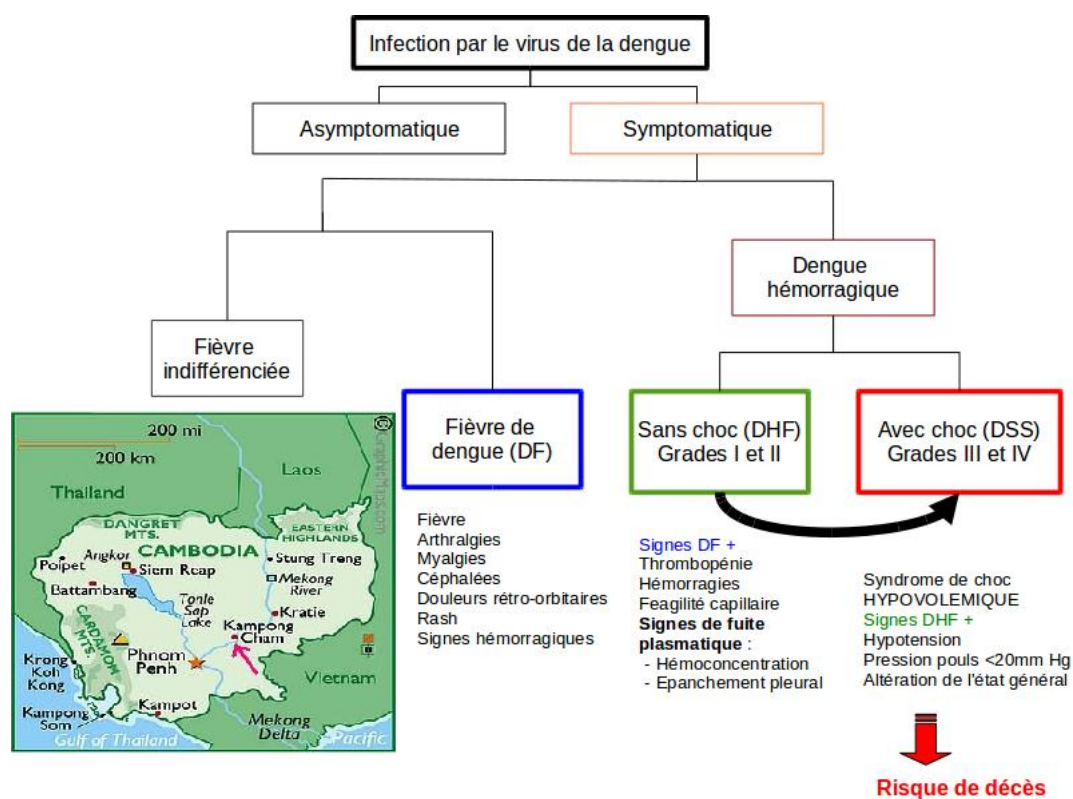 Infection par le virus de la dengue
Asymptomatique
Symptomatique
Dengue
hémorragique
Fièvre
indifférenciée
Fièvre de
dengue (DF)
Sans choc (DHF)
Grades I et II
Avec choc (DSS)
Grades III et IV
200 mi
200 km
©GraphicMaps.com
Laos
Thailand
DANGRET
MTS.
EASTERN
HIGHLANDS
CAMBODIA
Poipet
Angkor
Siem Reap
Stung Treng
Battambang
Mekong
River
Tonle
Sap
Lake
Kratie
CARDAMOM
MTS.
Kampong
Cham
Phnom
Penh
Krong
Koh
Kong
Vietnam
Kampong
Som
Kampot
Mekong
Delta
Gulf of Thailand
Pacific
Fièvre
Arthralgies
Myalgies
Céphalées
Douleurs rétro-orbitaires
Rash
Signes hémorragiques
Signes DF +
Thrombopénie
Hémorragies
Feagilité capillaire
Signes de fuite
plasmatique :
- Hémoconcentration
- Epanchement pleural
Syndrome de choc
HYPOVOLEMIQUE
Signes DHF +
Hypotension
Pression pouls <20mm Hg
Altération de l'état général
Risque de décès